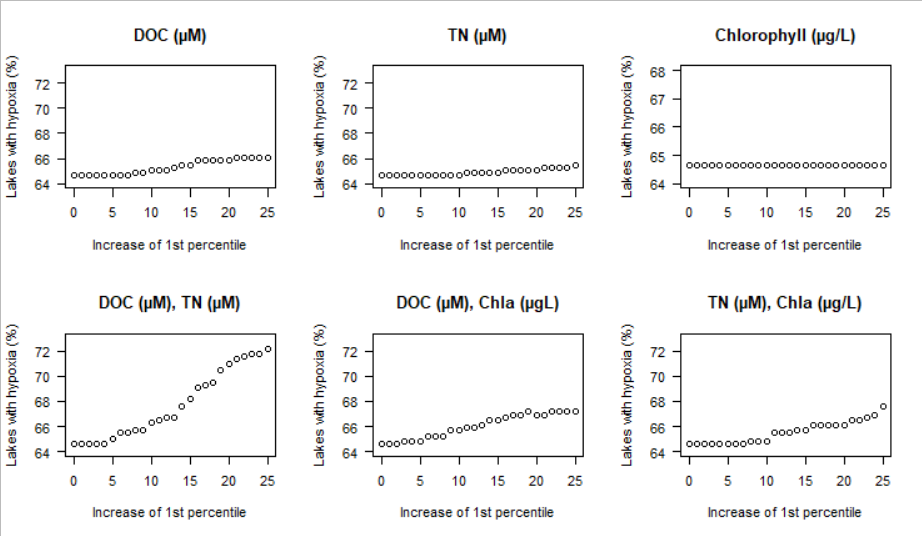 DOC (µM)
TN (µM)
Chlorophyll (µg/L)
Lakes with hypoxia (%)
72
70
68
66
64
0 5 10 15 20 25
Increase of 1st percentile
Lakes with hypoxia (%)
72
70
68
66
64
0 5 10 15 20 25
Increase of 1st percentile
Lakes with hypoxia (%)
68
67
66
65
64
0 5 10 15 20 25
Increase of 1st percentile
DOC (µM), TN (µM)
DOC (µM), Chla (µgL)
TN (µM), Chla (µg/L)
Lakes with hypoxia (%)
72
70
68
66
64
0 5 10 15 20 25
Increase of 1st percentile
Lakes with hypoxia (%)
72
70
68
66
64
0 5 10 15 20 25
Increase of 1st percentile
Lakes with hypoxia (%)
72
70
68
66
64
0 5 10 15 20 25
Increase of 1st percentile